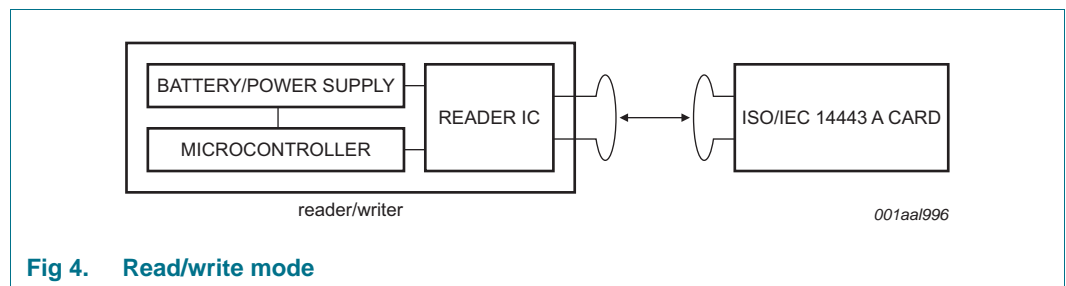 BATTERY/POWER SUPPLY
MICROCONTROLLER
READER IC
ISO/IEC 14443 A CARD
reader/writer
001aal996
Fig 4. Read/write mode